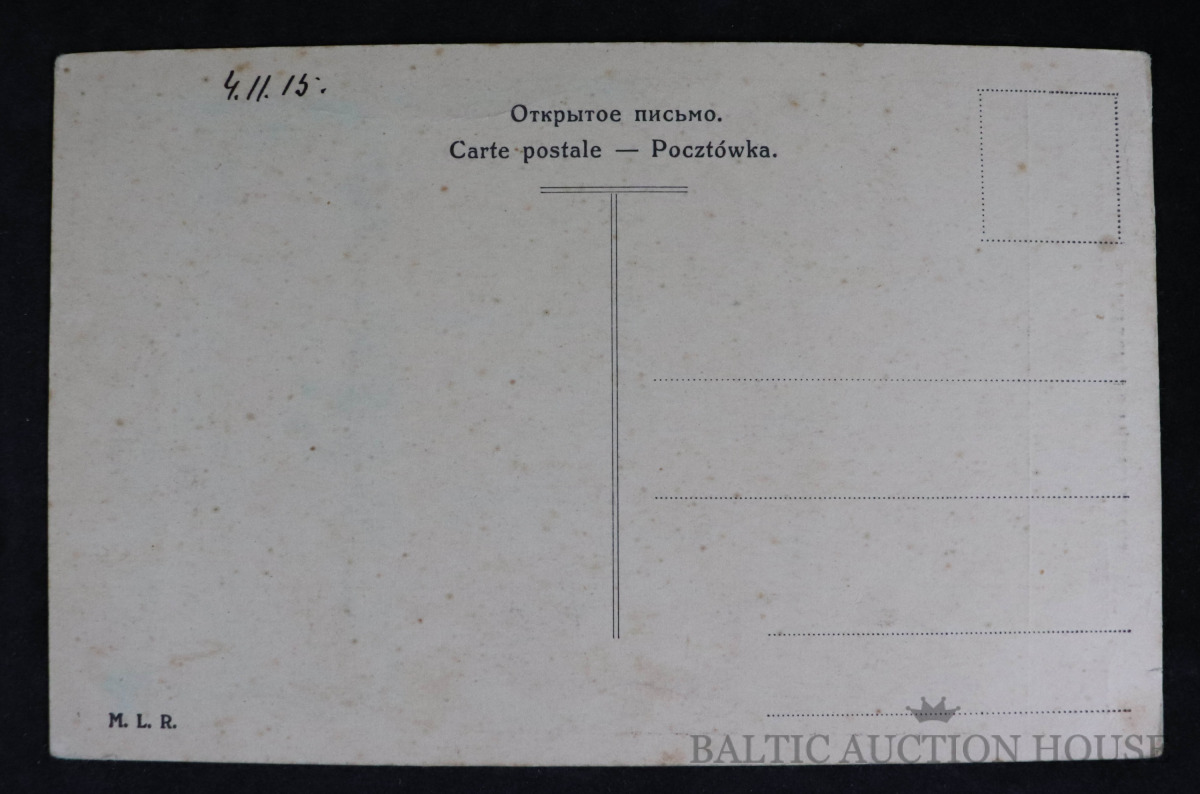 4.11.15.
Открытое письмо.
Carte postale — Pocztówka.
M. L. R.
BALTIC AUCTION HOUSE